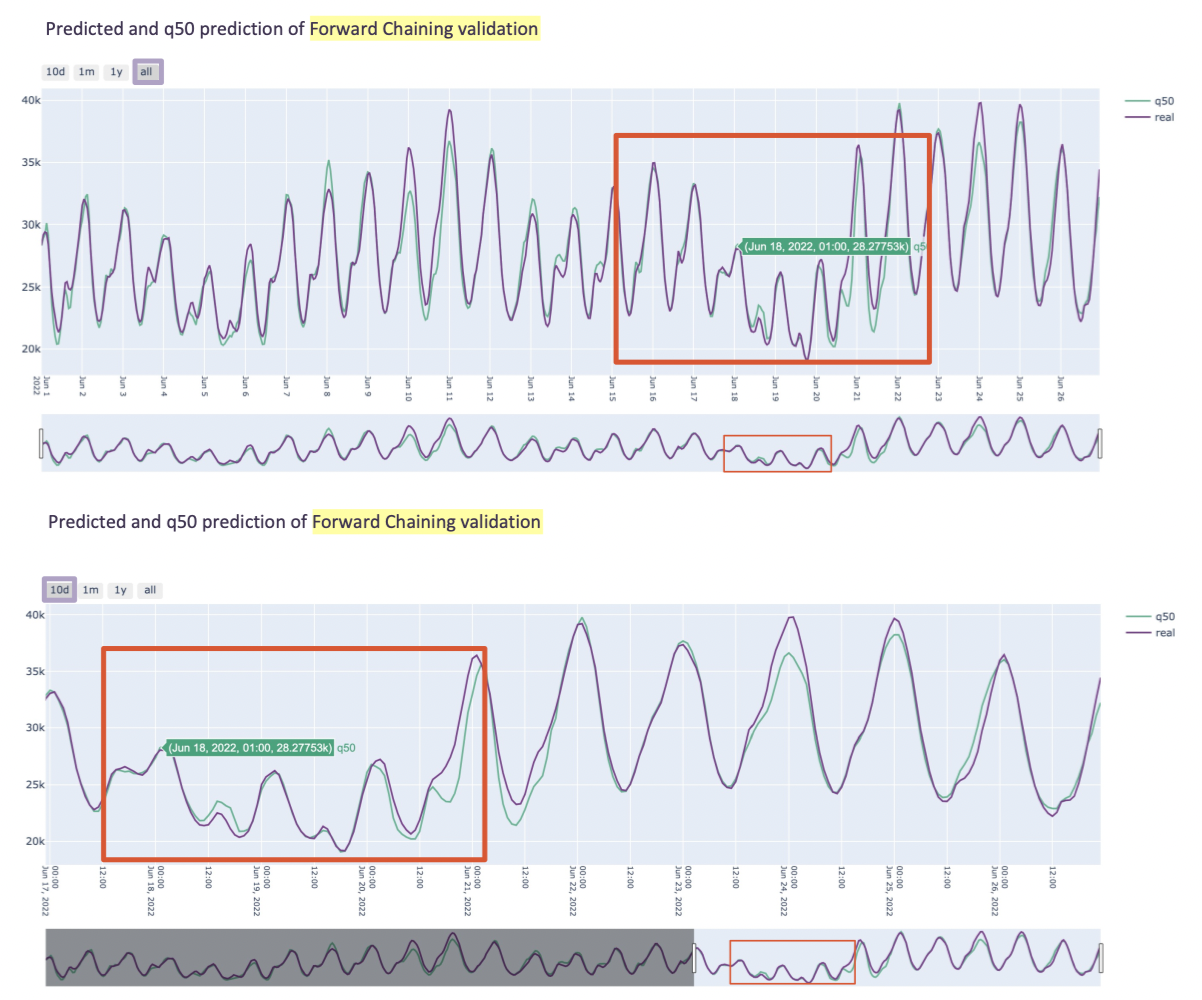 Predicted and q50 prediction of Forward Chaining validation
10d 1m 1y all
q50
real
40k
35k
30k
25k
20k
(Jun 18, 2022, 01:00, 28.27753k) q50
Jun 1
2022
Jun 2
Jun 3
Jun 4
Jun 5
Jun 6
Jun 7
Jun 8
Jun 9
Jun 10
Jun 11
Jun 12
Jun 13
Jun 14
Jun 15
Jun 16
Jun 17
Jun 18
Jun 19
Jun 20
Jun 21
Jun 22
Jun 23
Jun 24
Jun 25
Jun 26
Predicted and q50 prediction of Forward Chaining validation
10d 1m 1y all
q50
real
40k
35k
30k
25k
20k
(Jun 18, 2022, 01:00, 28.27753k) q50
00:00
Jun 17, 2022
12:00
00:00
Jun 18, 2022
12:00
00:00
Jun 19, 2022
12:00
00:00
Jun 20, 2022
12:00
00:00
Jun 21, 2022
12:00
00:00
Jun 22, 2022
12:00
00:00
Jun 23, 2022
12:00
00:00
Jun 24, 2022
12:00
00:00
Jun 25, 2022
12:00
00:00
Jun 26, 2022
12:00